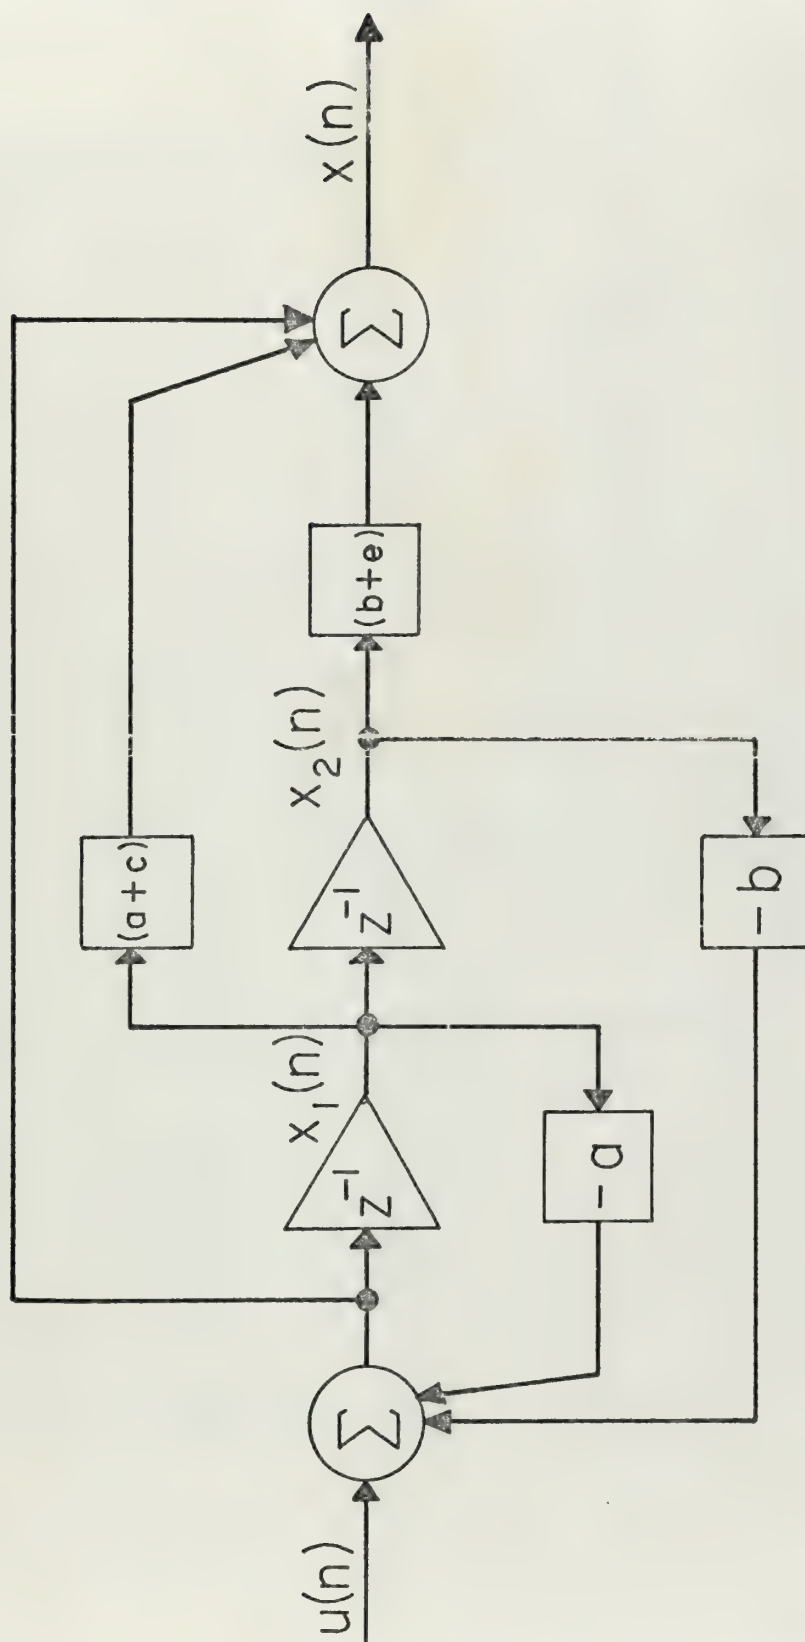 u(n)
Σ
z⁻¹
x₁(n)
-a
(a+c)
z⁻¹
x₂(n)
-b
(b+e)
Σ
x(n)